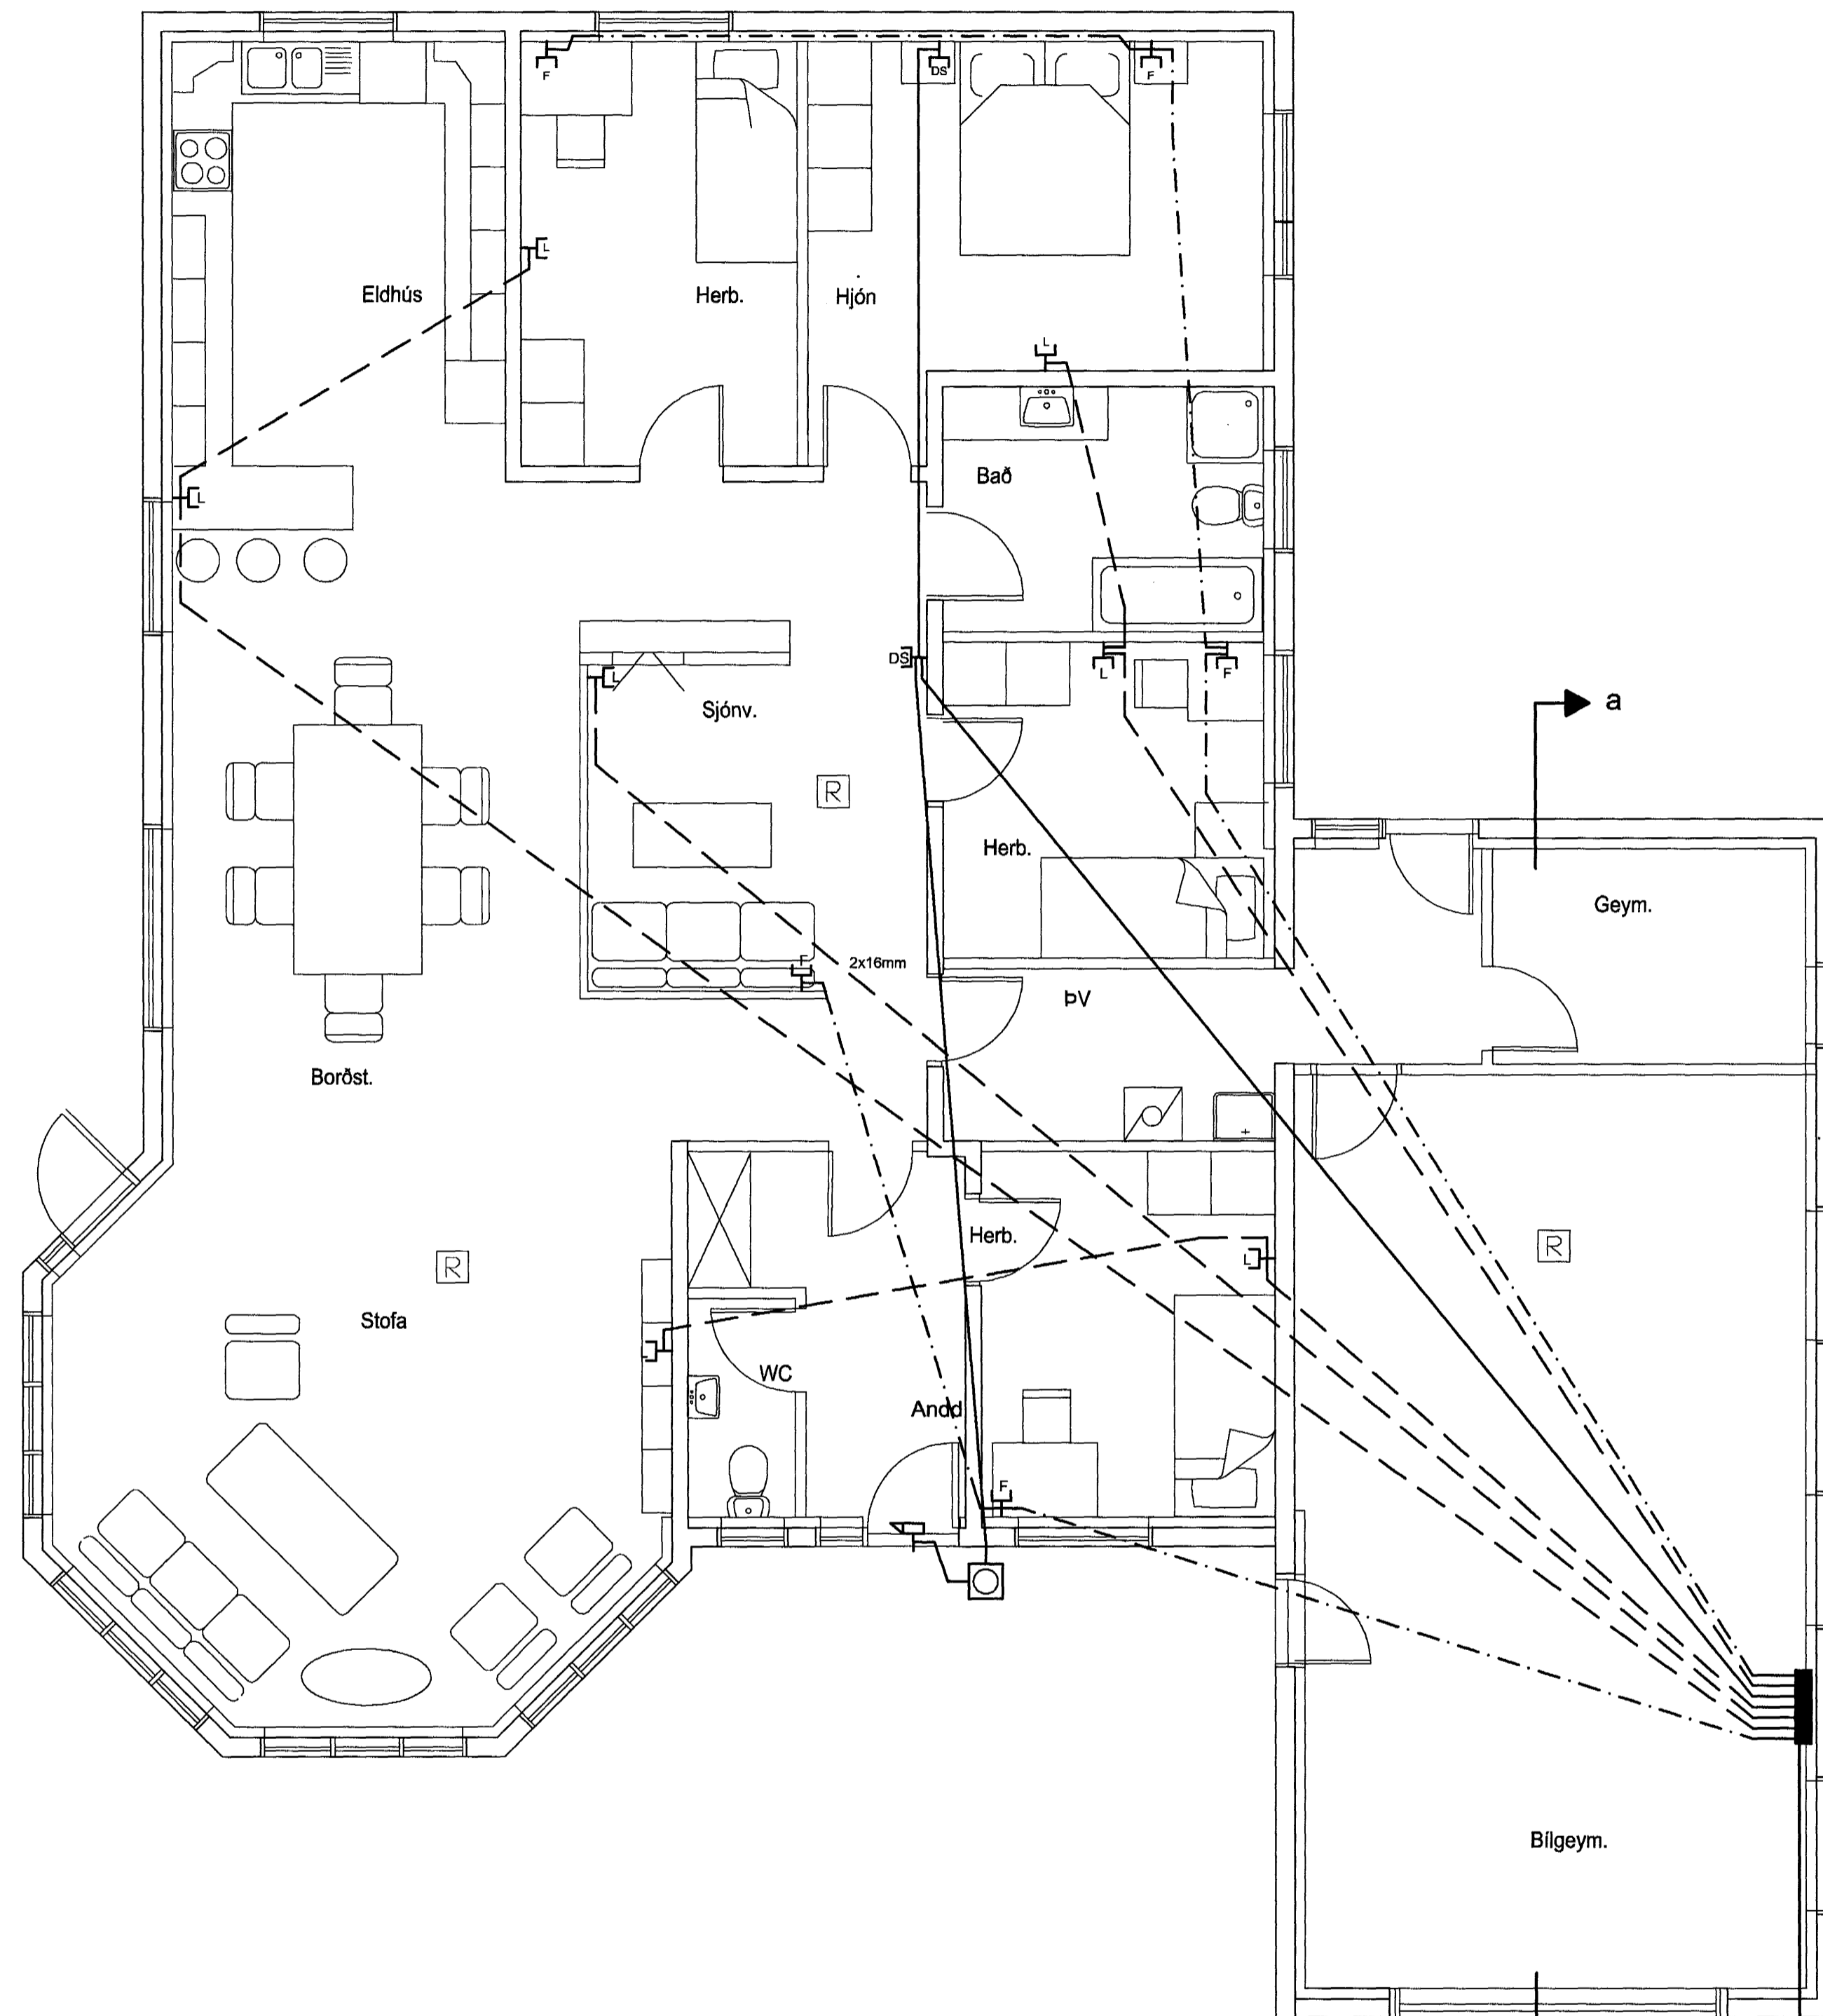 F
DS
F
L
Eldhús
Herb.
Hjón
L
Bað
L
DS
L
F
L
Sjónv.
a
R
Herb.
Geym.
F
2x16mm
ÞV
Borðst.
Herb.
L
R
R
Stofa
L
WC
Andd
F
Bílgeym.